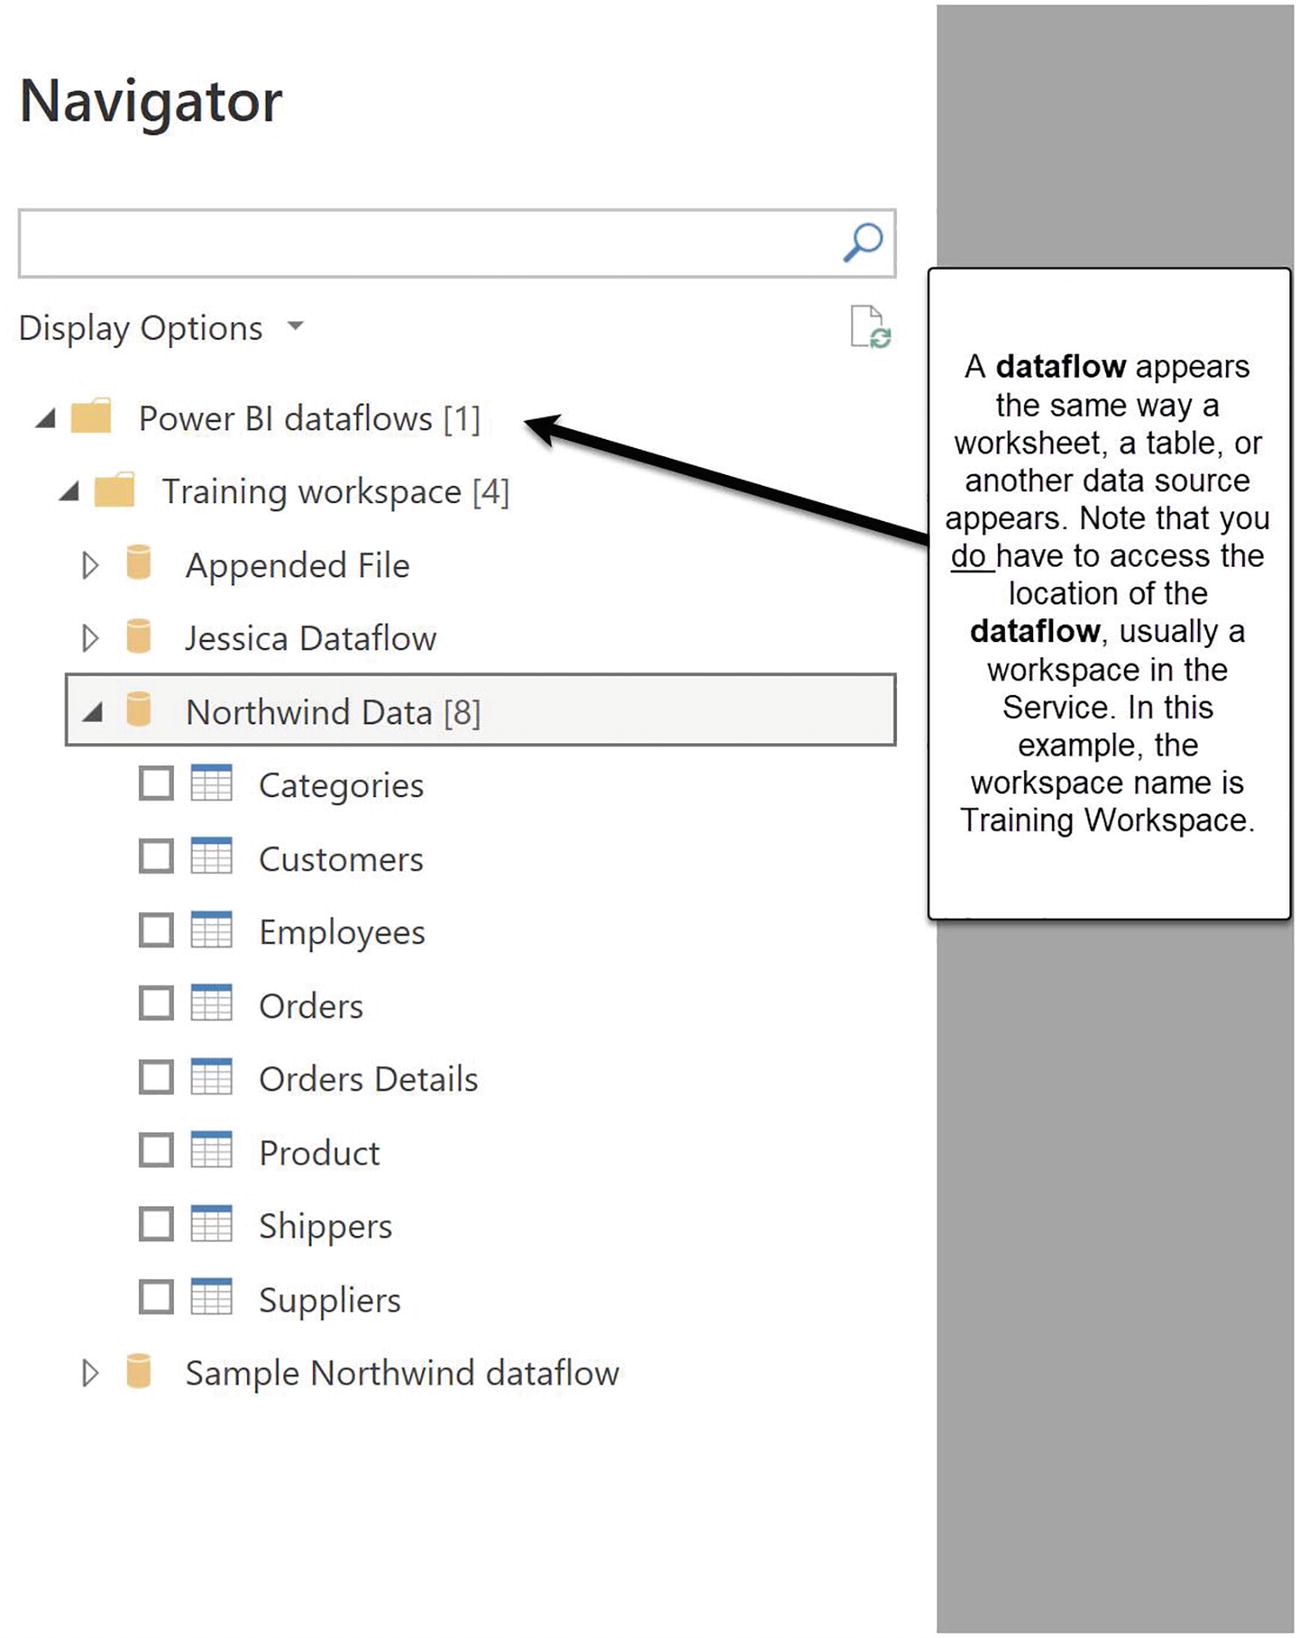 Navigator
Display Options
Power BI dataflows [1]
Training workspace [4]
Appended File
Jessica Dataflow
Northwind Data [8]
Categories
Customers
Employees
Orders
Orders Details
Product
Shippers
Suppliers
Sample Northwind dataflow
A dataflow appears
the same way a
worksheet, a table, or
another data source
appears. Note that you
do have to access the
location of the
dataflow, usually a
workspace in the
Service. In this
example, the
workspace name is
Training Workspace.